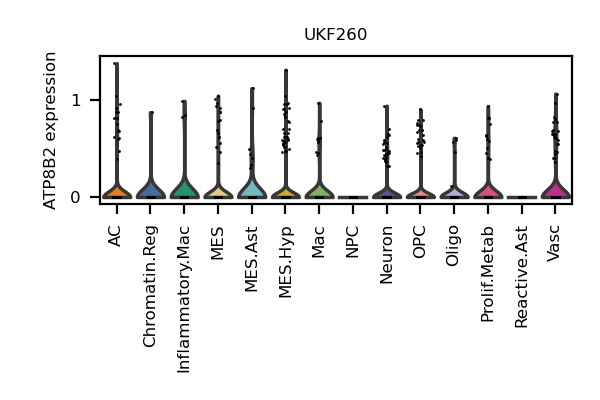 UKF260
ATP8B2 expression
1
0
AC
Chromatin.Reg
Inflammatory.Mac
MES
MES.Ast
MES.Hyp
Mac
NPC
Neuron
OPC
Oligo
Prolif.Metab
Reactive.Ast
Vasc